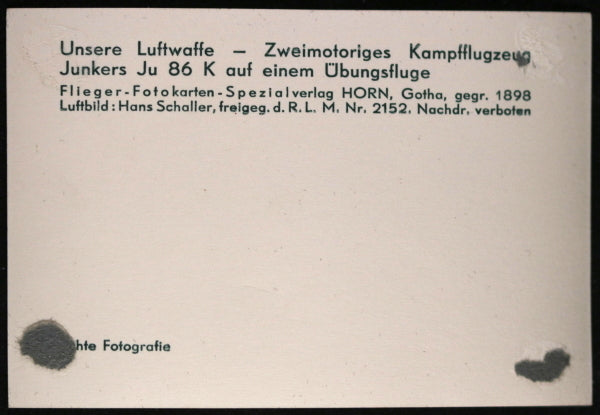 Unsere Luftwaffe – Zweimotoriges Kampfflugzeug
Junkers Ju 86 K auf einem Übungsfluge
Flieger-Fotokarten-Spezialverlag HORN, Gotha, gegr. 1898
Luftbild: Hans Schaller, freigeg. d. R. L. M. Nr. 2152. Nachdr. verboten
hte Fotografie